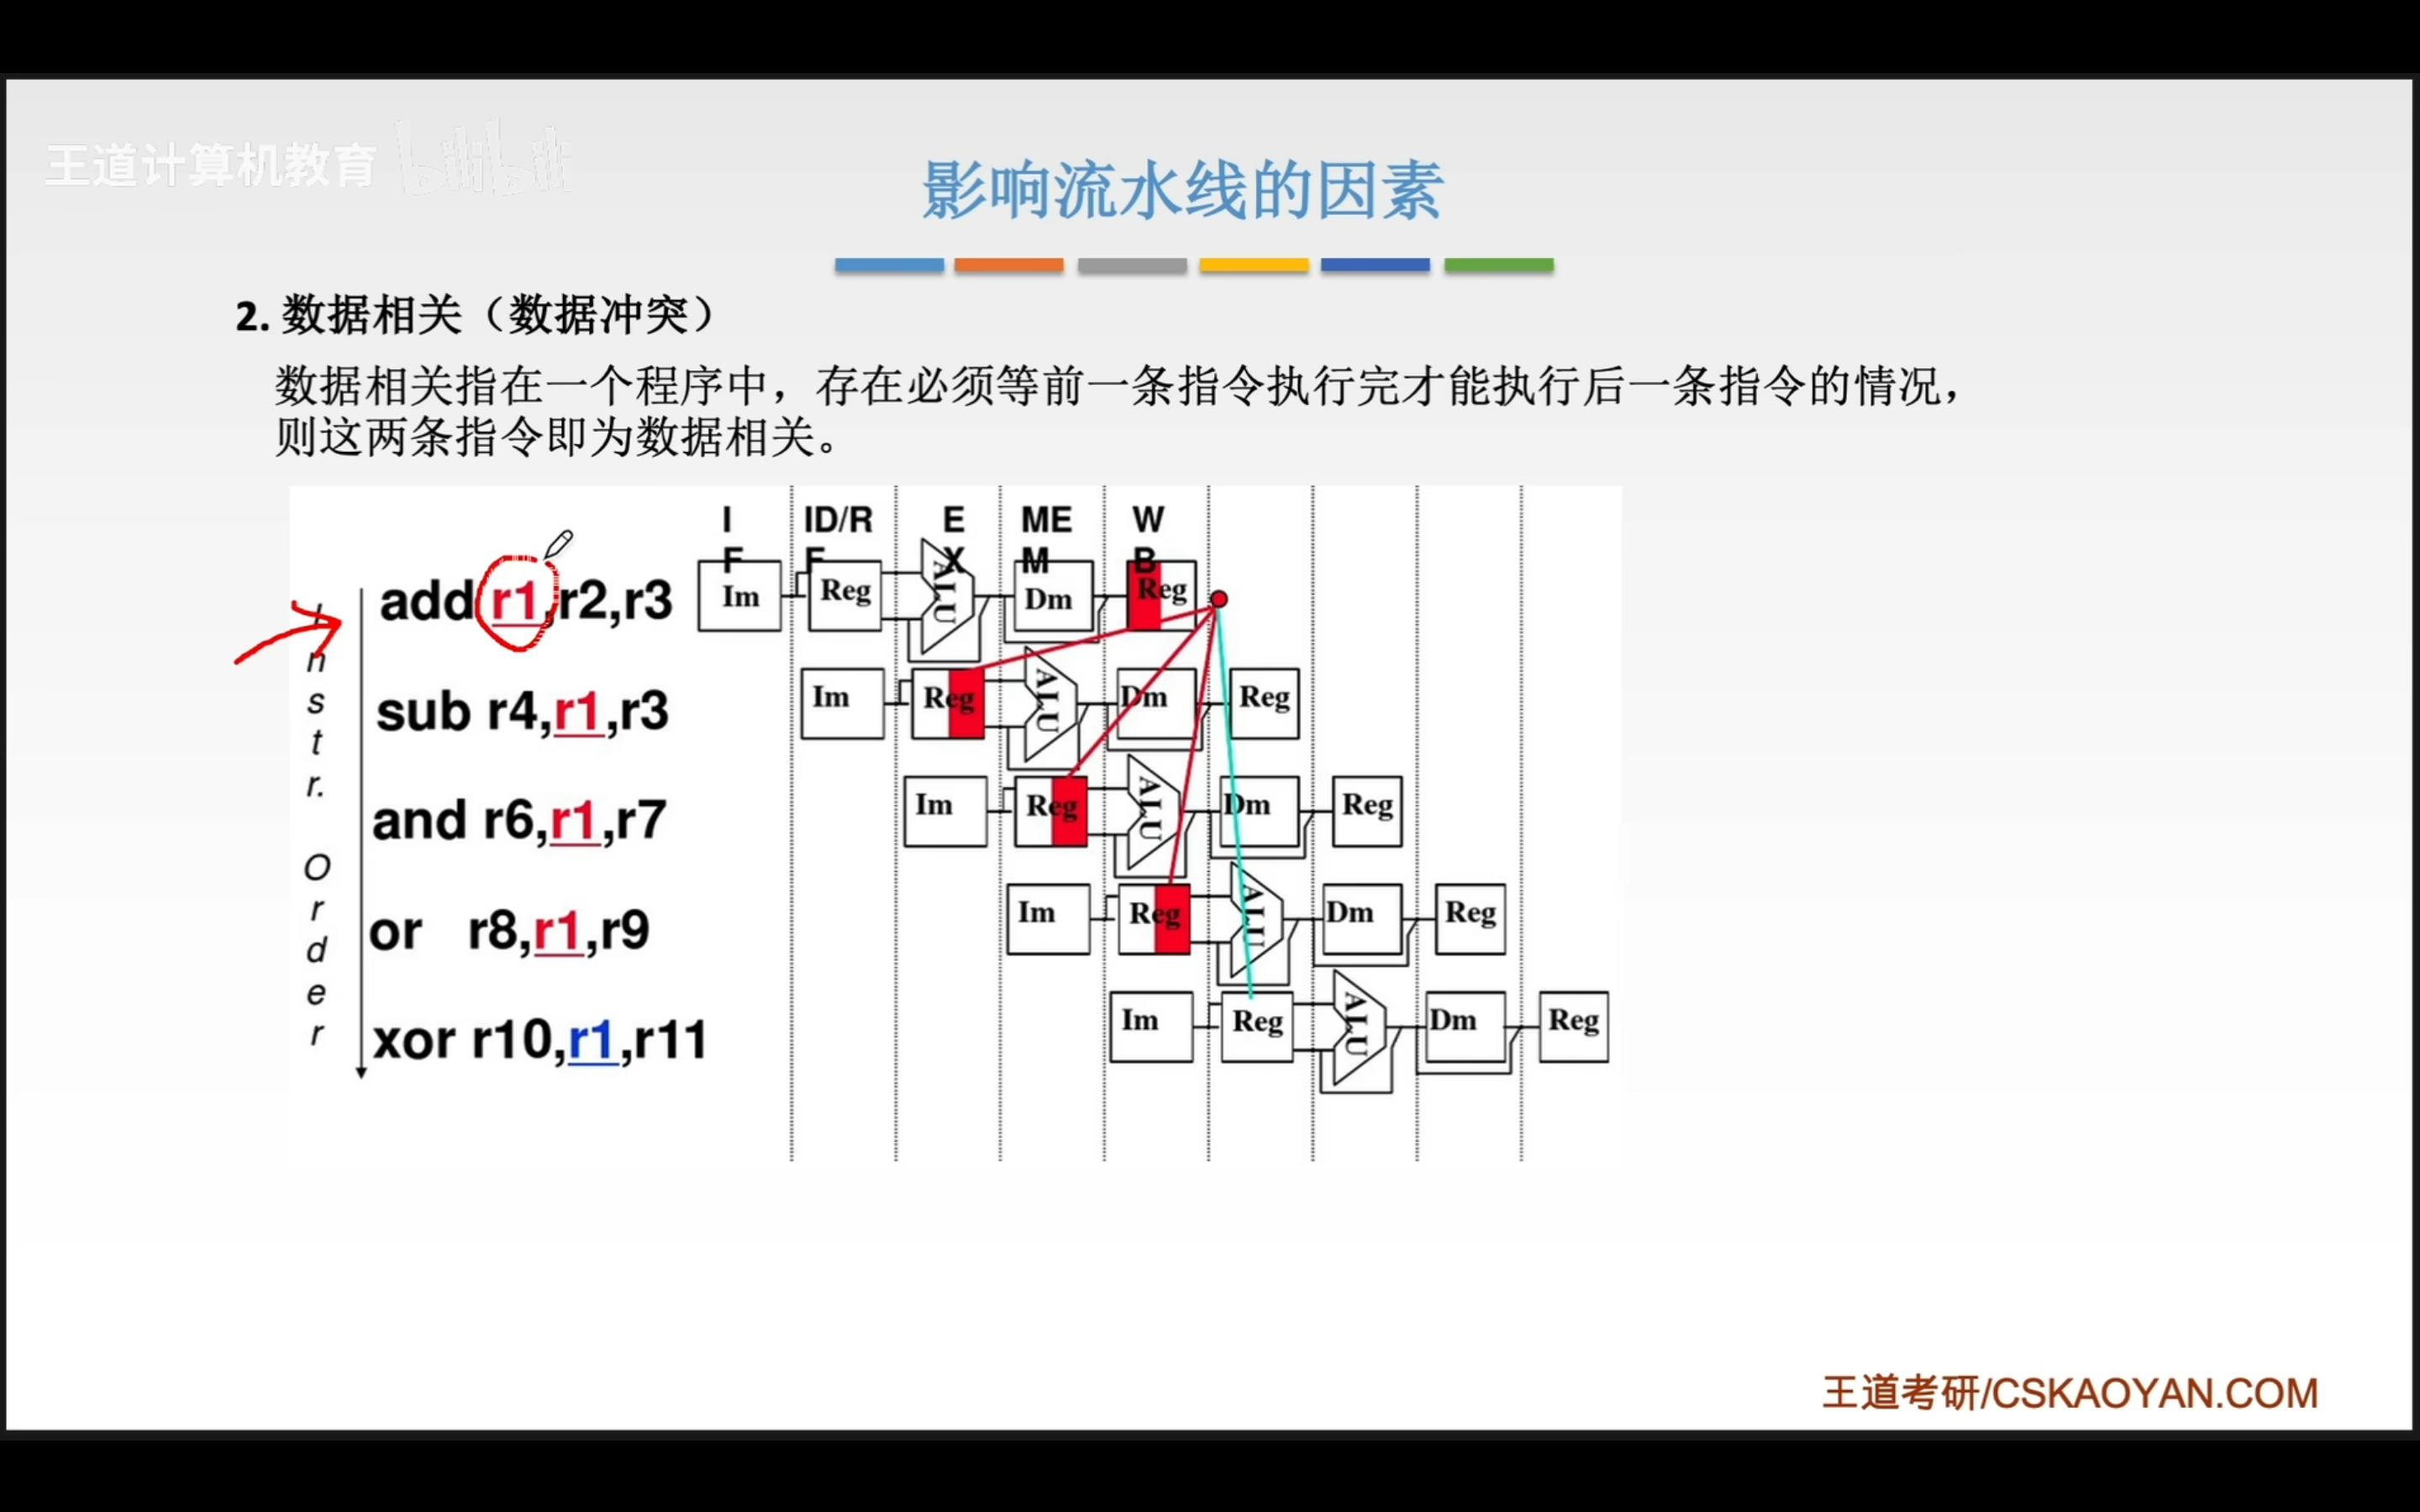 王道计算机教育 bilibili
影响流水线的因素
2. 数据相关（数据冲突）
数据相关指在一个程序中，存在必须等前一条指令执行完才能执行后一条指令的情况，
则这两条指令即为数据相关。
I
n
s
t
r.
O
r
d
e
r
IF ID/RF EX MEM WB
add r1,r2,r3 Im Reg ALU Dm Reg
sub r4,r1,r3 Im Reg ALU Dm Reg
and r6,r1,r7 Im Reg ALU Dm Reg
or r8,r1,r9 Im Reg ALU Dm Reg
xor r10,r1,r11 Im Reg ALU Dm Reg
王道考研/CSKAOYAN.COM